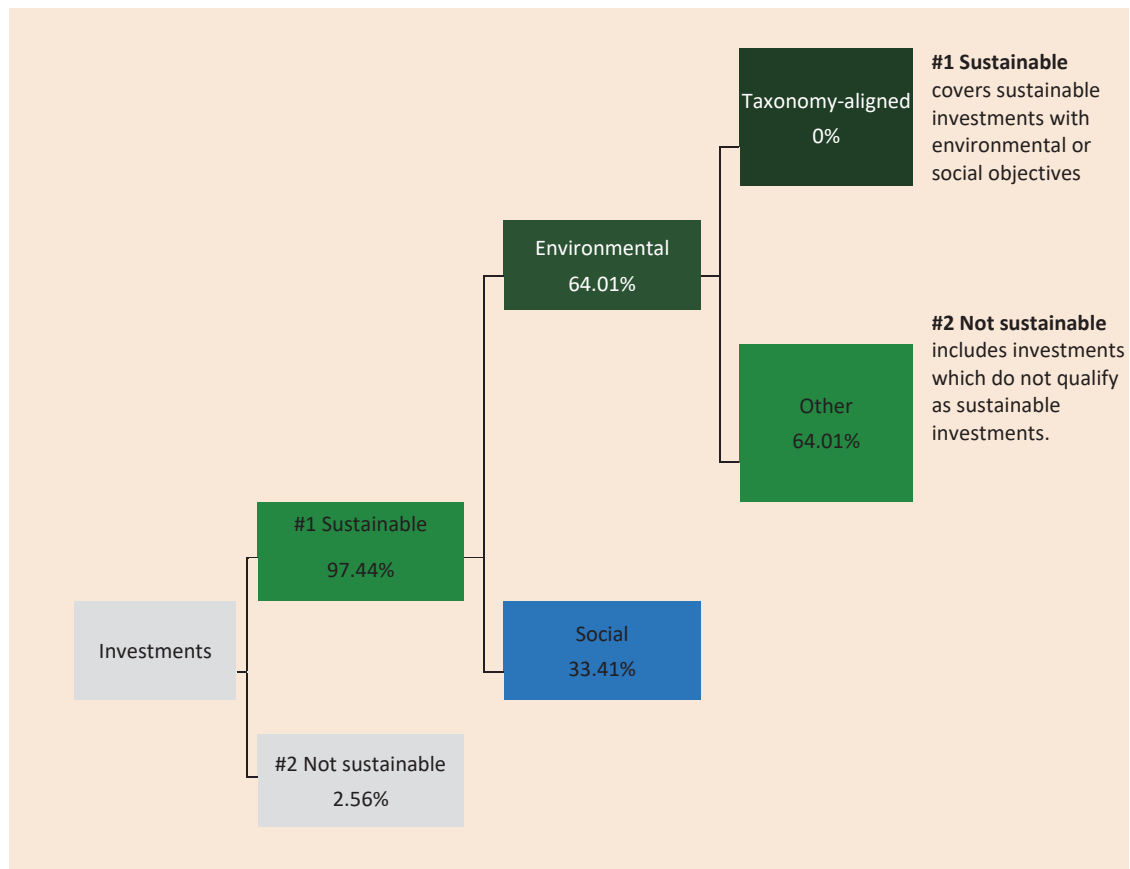 Taxonomy-aligned
0%
#1 Sustainable
covers sustainable
investments with
environmental or
social objectives
Environmental
64.01%
#2 Not sustainable
includes investments
which do not qualify
as sustainable
investments.
Other
64.01%
#1 Sustainable
97.44%
Investments
Social
33.41%
#2 Not sustainable
2.56%